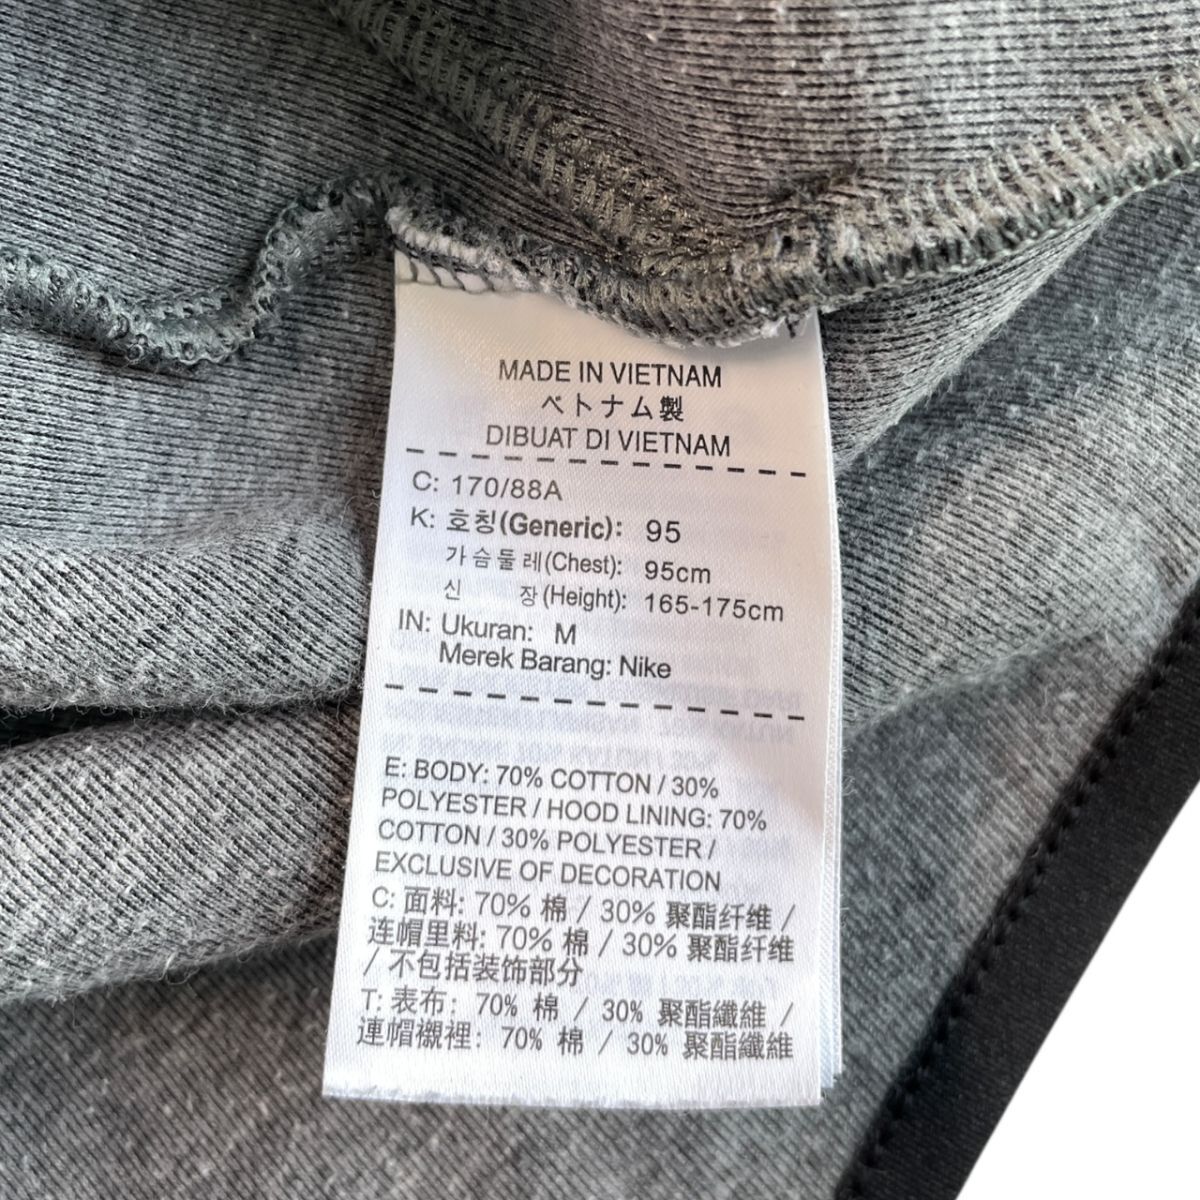 MADE IN VIETNAM
ベトナム製
DIBUAT DI VIETNAM
C: 170/88A
K: 호칭(Generic): 95
가슴둘레(Chest): 95cm
신 장(Height): 165-175cm
IN: Ukuran: M
Merek Barang: Nike
E: BODY: 70% COTTON / 30%
POLYESTER / HOOD LINING: 70%
COTTON / 30% POLYESTER /
EXCLUSIVE OF DECORATION
C: 面料: 70% 棉 / 30% 聚酯纤维 /
连帽里料: 70% 棉 / 30% 聚酯纤维
/ 不包括装饰部分
T: 表布: 70% 棉 / 30% 聚酯纖維 /
連帽襯裡: 70% 棉 / 30% 聚酯纖維